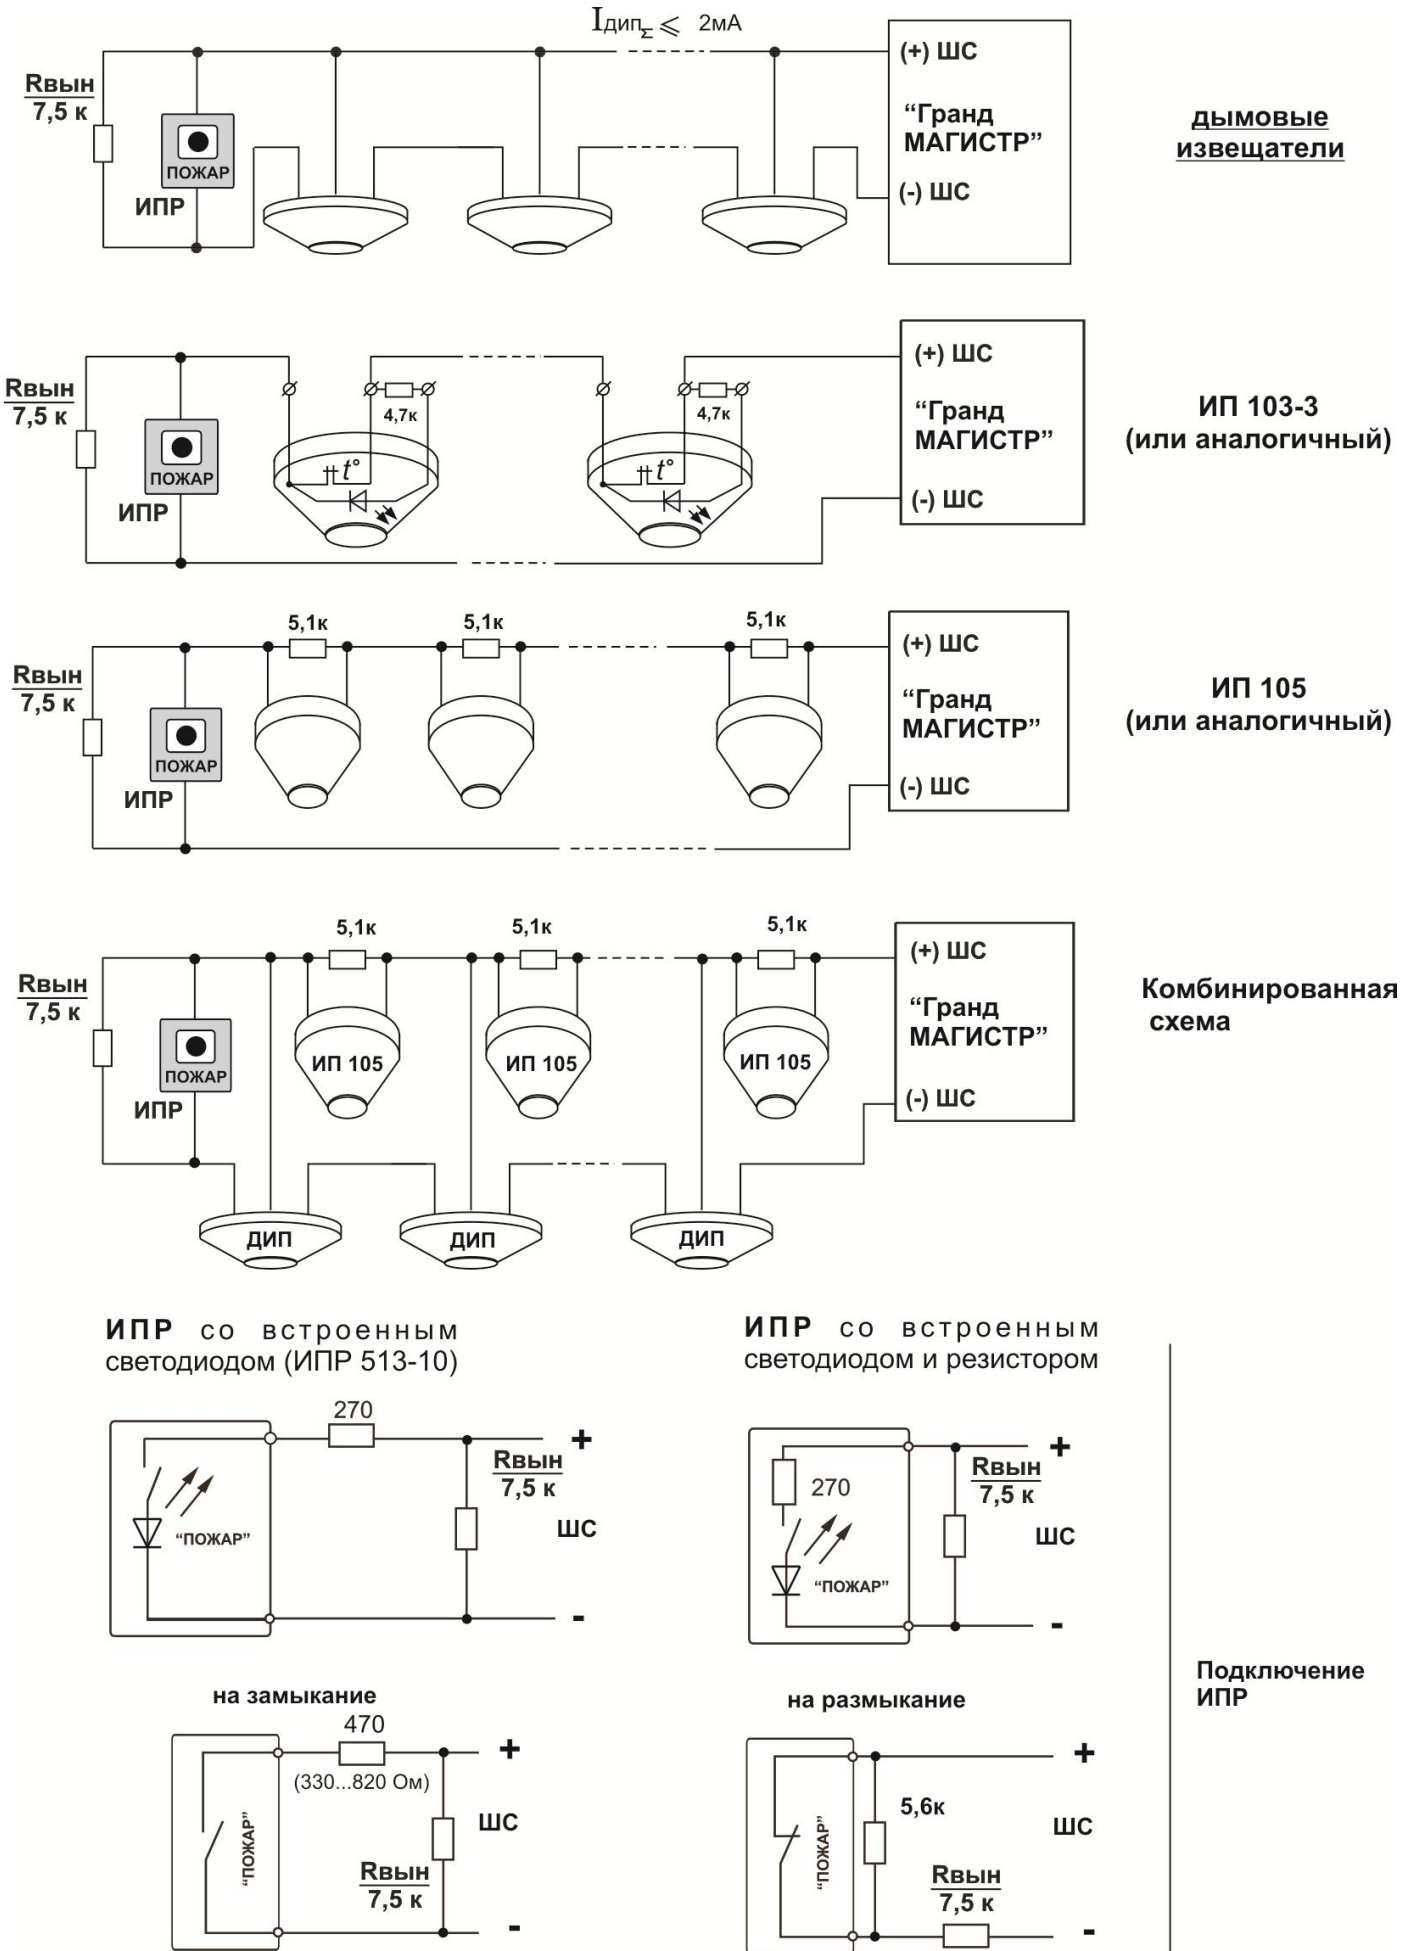 Iдип Σ ⩽ 2мА
Rвын
7,5 к
ПОЖАР
ИПР
(+) ШС
“Гранд
МАГИСТР”
(-) ШС
дымовые
извещатели
Rвын
7,5 к
ПОЖАР
ИПР
4,7к
t°
4,7к
t°
(+) ШС
“Гранд
МАГИСТР”
(-) ШС
ИП 103-3
(или аналогичный)
Rвын
7,5 к
ПОЖАР
ИПР
5,1к
5,1к
5,1к
(+) ШС
“Гранд
МАГИСТР”
(-) ШС
ИП 105
(или аналогичный)
Rвын
7,5 к
ПОЖАР
ИПР
5,1к
5,1к
5,1к
ИП 105
ИП 105
ИП 105
ДИП
ДИП
ДИП
(+) ШС
“Гранд
МАГИСТР”
(-) ШС
Комбинированная
схема
ИПР со встроенным
светодиодом (ИПР 513-10)
270
+
Rвын
7,5 к
“ПОЖАР”
ШС
-
ИПР со встроенным
светодиодом и резистором
+
Rвын
7,5 к
270
ШС
“ПОЖАР”
-
на замыкание
470
+
(330...820 Ом)
“ПОЖАР”
ШС
Rвын
7,5 к
-
на размыкание
+
5,6к
ШС
“ПОЖАР”
Rвын
7,5 к
-
Подключение
ИПР